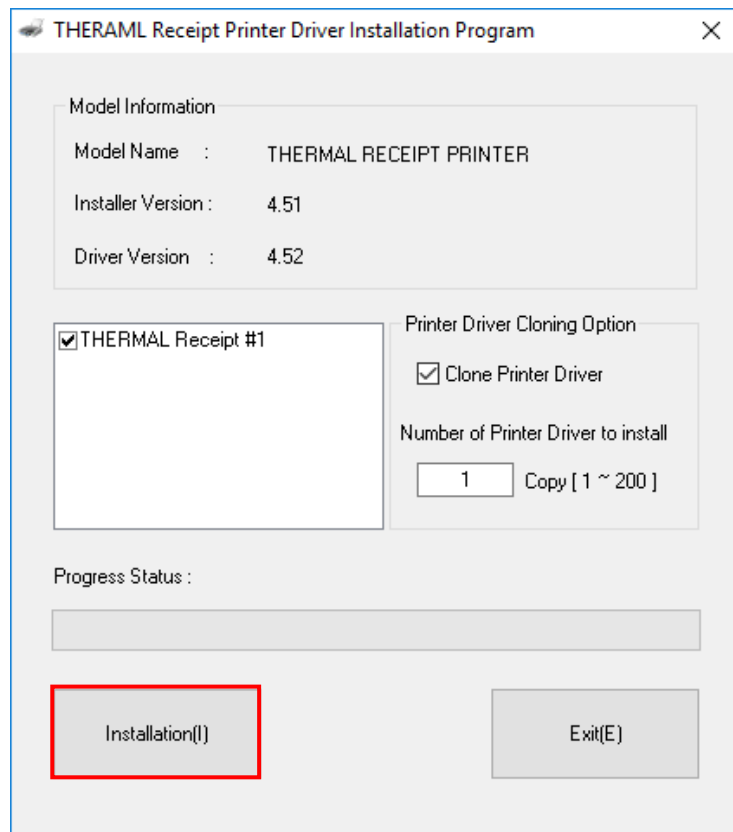 THERAML Receipt Printer Driver Installation Program
Model Information
Model Name : THERMAL RECEIPT PRINTER
Installer Version : 4.51
Driver Version : 4.52
THERMAL Receipt #1
Printer Driver Cloning Option
Clone Printer Driver
Number of Printer Driver to install
1 Copy [ 1 ~ 200 ]
Progress Status :
Installation(I)
Exit(E)